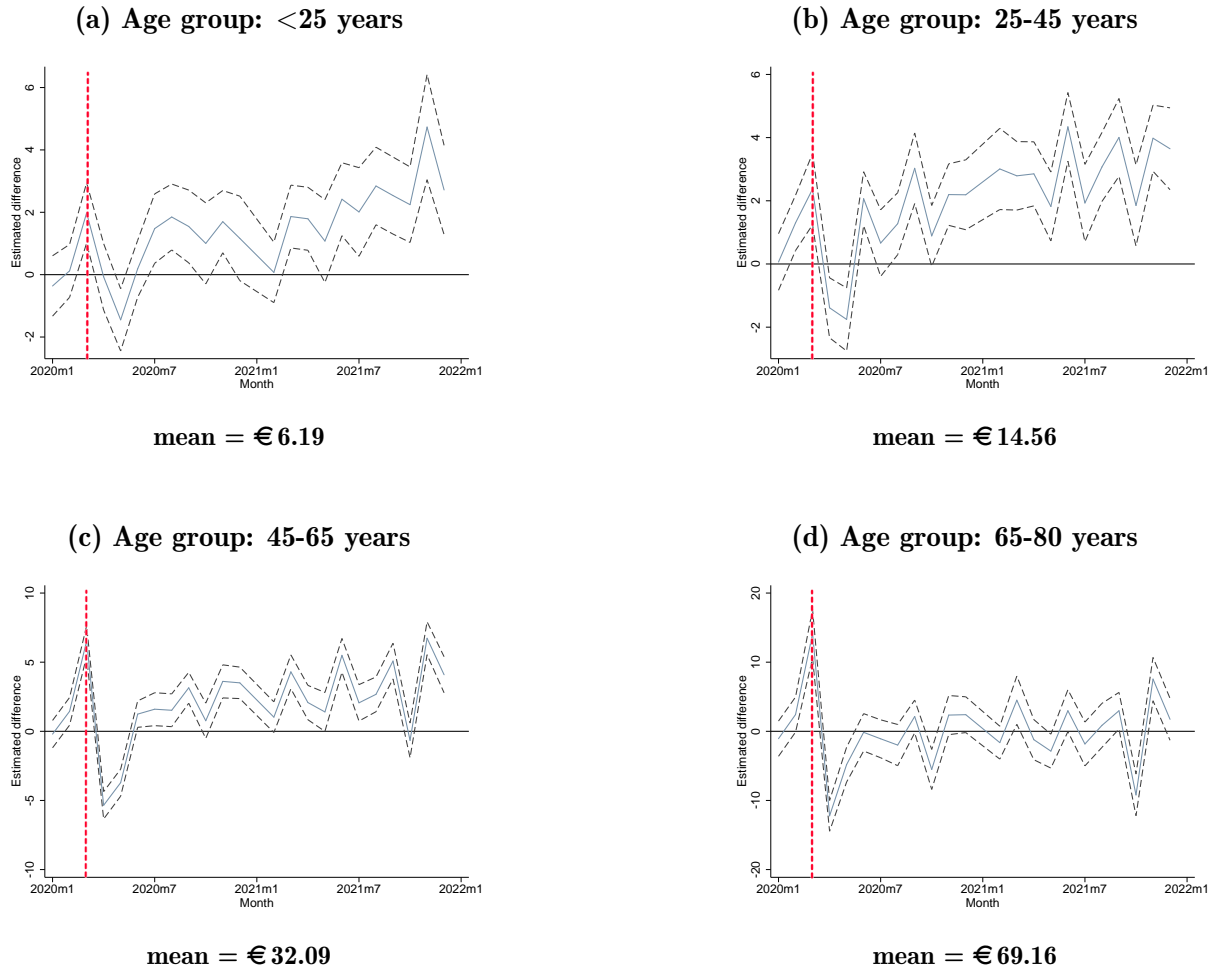 (a) Age group: <25 years
Estimated difference
6
4
2
0
-2
2020m1 2020m7 2021m1 2021m7 2022m1
Month
mean = €6.19
(b) Age group: 25-45 years
Estimated difference
6
4
2
0
-2
2020m1 2020m7 2021m1 2021m7 2022m1
Month
mean = €14.56
(c) Age group: 45-65 years
Estimated difference
10
5
0
-5
-10
2020m1 2020m7 2021m1 2021m7 2022m1
Month
mean = €32.09
(d) Age group: 65-80 years
Estimated difference
20
10
0
-10
-20
2020m1 2020m7 2021m1 2021m7 2022m1
Month
mean = €69.16